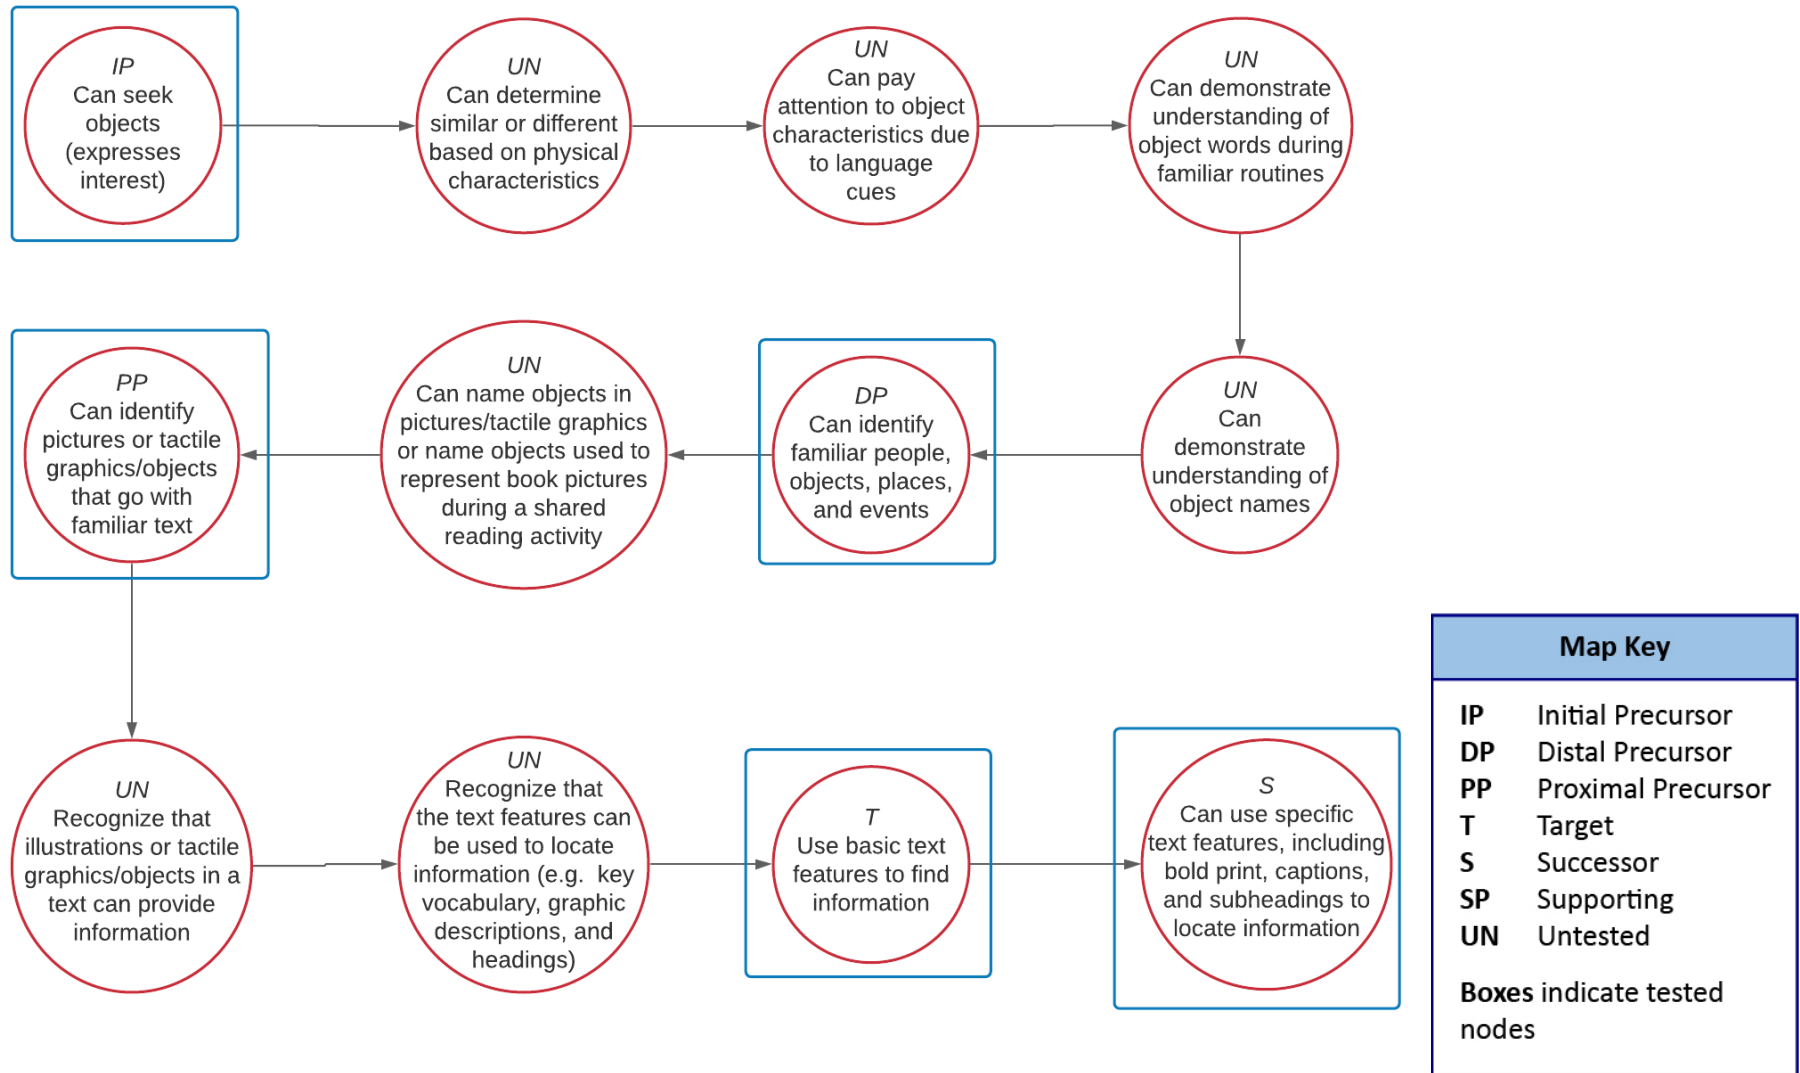 IP
Can seek
objects
(expresses
interest)
UN
Can determine
similar or different
based on physical
characteristics
UN
Can pay
attention to object
characteristics due
to language
cues
UN
Can demonstrate
understanding of
object words during
familiar routines
UN
Can
demonstrate
understanding of
object names
DP
Can identify
familiar people,
objects, places,
and events
UN
Can name objects in
pictures/tactile graphics
or name objects used to
represent book pictures
during a shared
reading activity
PP
Can identify
pictures or tactile
graphics/objects
that go with
familiar text
UN
Recognize that
illustrations or tactile
graphics/objects in a
text can provide
information
UN
Recognize that
the text features can
be used to locate
information (e.g. key
vocabulary, graphic
descriptions, and
headings)
T
Use basic text
features to find
information
S
Can use specific
text features, including
bold print, captions,
and subheadings to
locate information
Map Key
IP Initial Precursor
DP Distal Precursor
PP Proximal Precursor
T Target
S Successor
SP Supporting
UN Untested
Boxes indicate tested
nodes